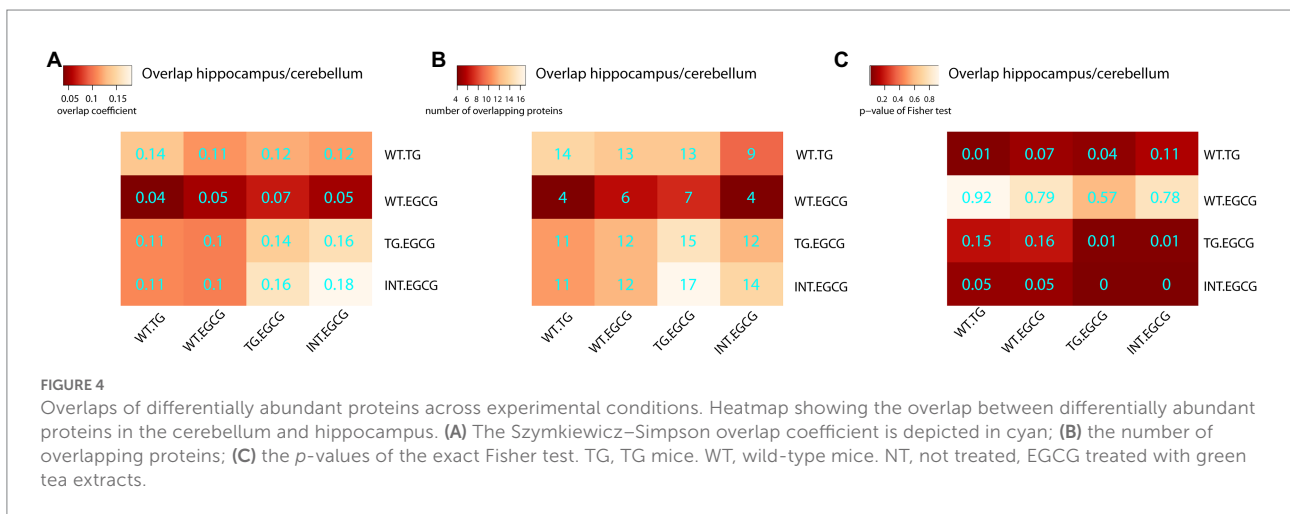 A
Overlap hippocampus/cerebellum
0.05 0.1 0.15
overlap coefficient
0.14 0.11 0.12 0.12 WT.TG
0.04 0.05 0.07 0.05 WT.EGCG
0.11 0.1 0.14 0.16 TG.EGCG
0.11 0.1 0.16 0.18 INT.EGCG
WT.TG WT.EGCG TG.EGCG INT.EGCG
B
Overlap hippocampus/cerebellum
4 6 8 10 12 14 16
number of overlapping proteins
14 13 13 9 WT.TG
4 6 7 4 WT.EGCG
11 12 15 12 TG.EGCG
11 12 17 14 INT.EGCG
WT.TG WT.EGCG TG.EGCG INT.EGCG
C
Overlap hippocampus/cerebellum
0.2 0.4 0.6 0.8
p−value of Fisher test
0.01 0.07 0.04 0.11 WT.TG
0.92 0.79 0.57 0.78 WT.EGCG
0.15 0.16 0.01 0.01 TG.EGCG
0.05 0.05 0 0 INT.EGCG
WT.TG WT.EGCG TG.EGCG INT.EGCG
FIGURE 4
Overlaps of differentially abundant proteins across experimental conditions. Heatmap showing the overlap between differentially abundant
proteins in the cerebellum and hippocampus. (A) The Szymkiewicz–Simpson overlap coefficient is depicted in cyan; (B) the number of
overlapping proteins; (C) the p-values of the exact Fisher test. TG, TG mice. WT, wild-type mice. NT, not treated, EGCG treated with green
tea extracts.